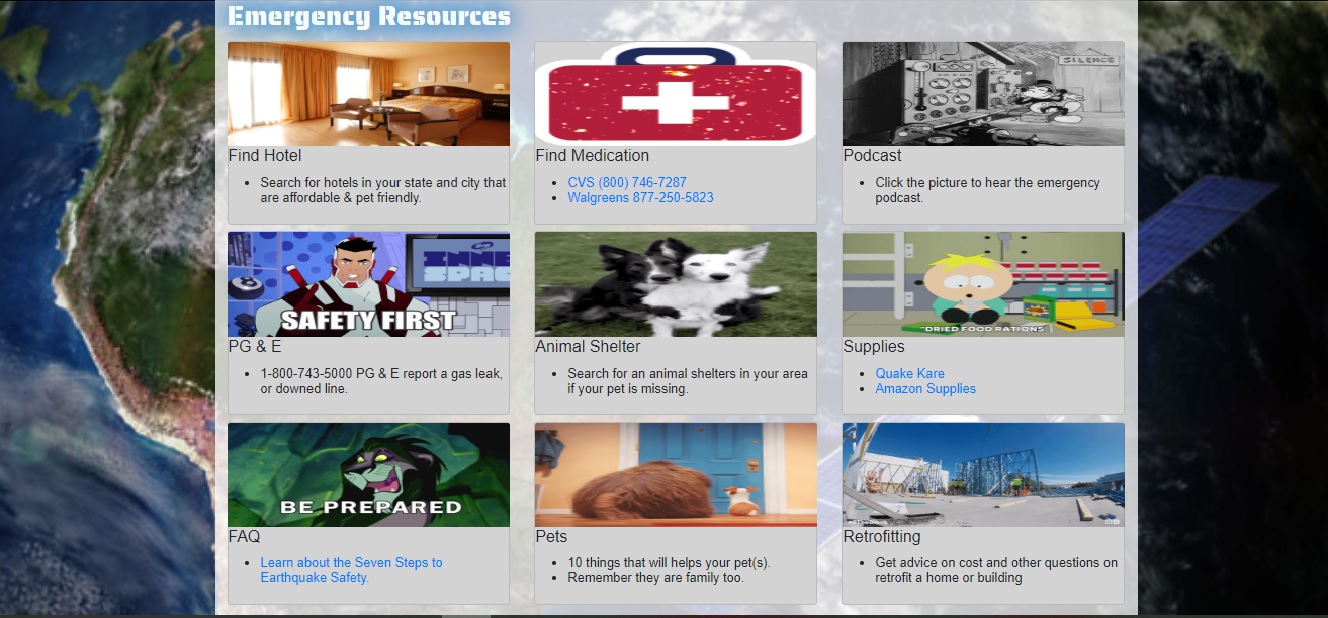 Emergency Resources
SILENCE
Find Hotel
Search for hotels in your state and city that
are affordable & pet friendly.
Find Medication
CVS (800) 746-7287
Walgreens 877-250-5823
Podcast
Click the picture to hear the emergency
podcast.
INNE
SPAC
SAFETY FIRST
DRIED FOOD RATIONS
PG & E
1-800-743-5000 PG & E report a gas leak,
or downed line.
Animal Shelter
Search for an animal shelters in your area
if your pet is missing.
Supplies
Quake Kare
Amazon Supplies
BE PREPARED
FAQ
Learn about the Seven Steps to
Earthquake Safety.
Pets
10 things that will helps your pet(s).
Remember they are family too.
Retrofitting
Get advice on cost and other questions on
retrofit a home or building